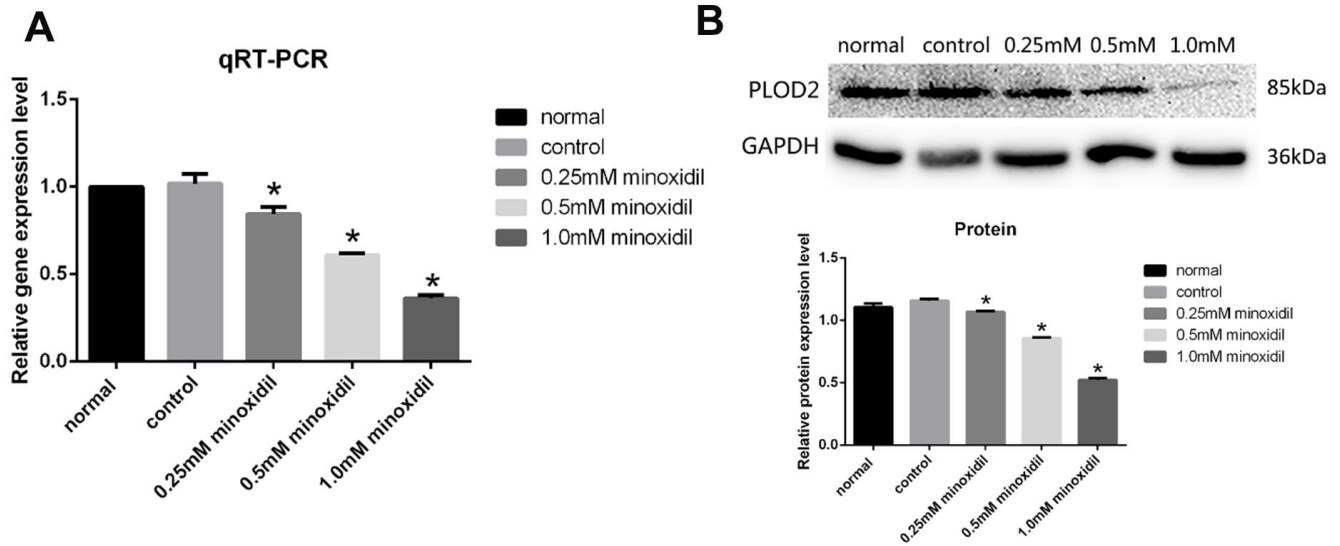 A
qRT-PCR
Relative gene expression level
1.5
1.0
0.5
0.0
*
*
*
normal
control
0.25mM minoxidil
0.5mM minoxidil
1.0mM minoxidil
normal
control
0.25mM minoxidil
0.5mM minoxidil
1.0mM minoxidil
B
normal control 0.25mM 0.5mM 1.0mM
PLOD2 85kDa
GAPDH 36kDa
Protein
Relative protein expression level
1.5
1.0
0.5
0.0
*
*
*
normal
control
0.25mM minoxidil
0.5mM minoxidil
1.0mM minoxidil
normal
control
0.25mM minoxidil
0.5mM minoxidil
1.0mM minoxidil